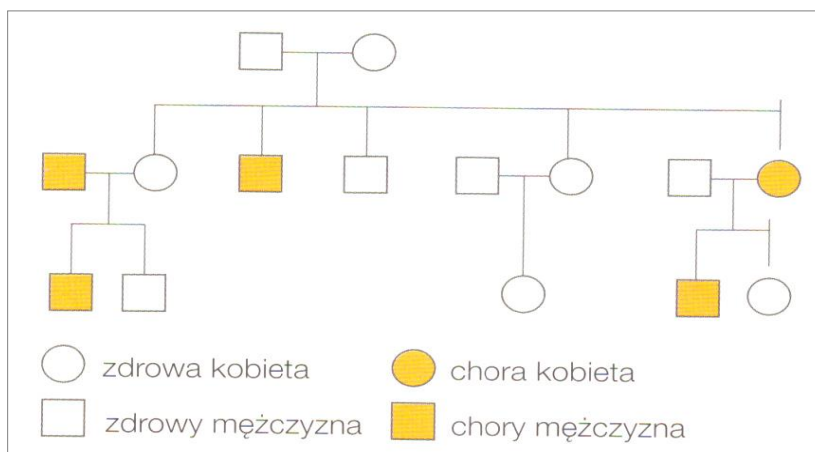 zdrowa kobieta
chora kobieta
zdrowy mężczyzna
chory mężczyzna